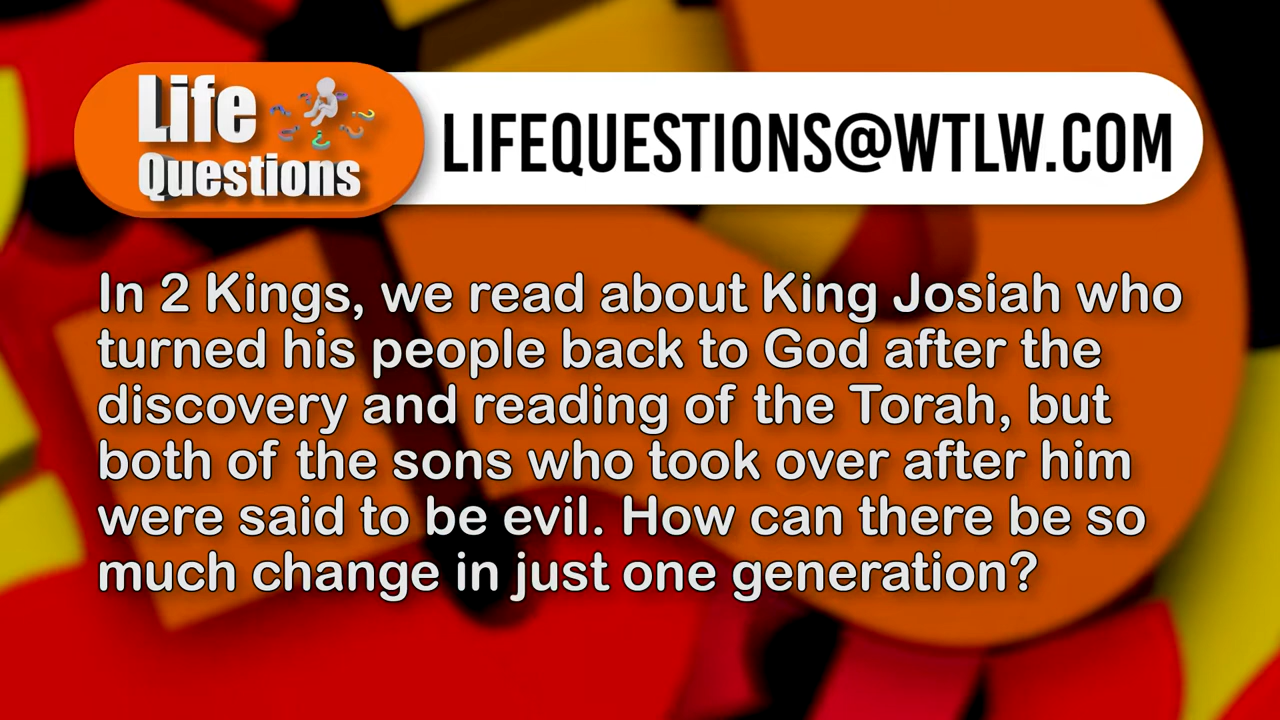 Life
Questions
LIFEQUESTIONS@WTLW.COM
In 2 Kings, we read about King Josiah who
turned his people back to God after the
discovery and reading of the Torah, but
both of the sons who took over after him
were said to be evil. How can there be so
much change in just one generation?